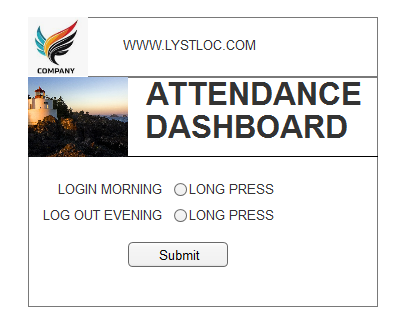 COMPANY
WWW.LYSTLOC.COM
ATTENDANCE
DASHBOARD
LOGIN MORNING LONG PRESS
LOG OUT EVENING LONG PRESS
Submit